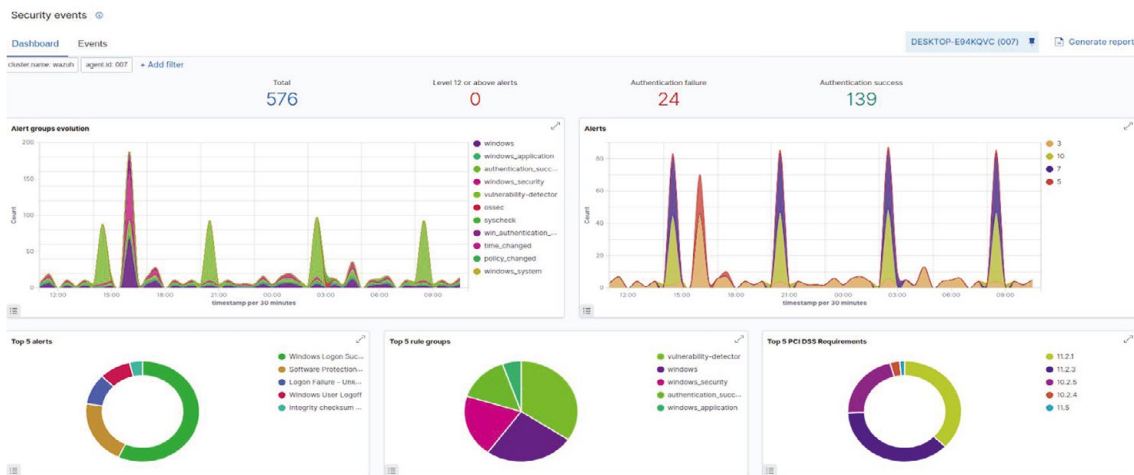 Security events
Dashboard Events
DESKTOP-E94KQVC (007) Generate report
cluster.name: wazuh agent.id: 007 + Add filter
Total Level 12 or above alerts Authentication failure Authentication success
576 0 24 139
Alert groups evolution
200
150
100
50
0
Count
12:00 15:00 18:00 21:00 00:00 03:00 06:00 09:00
timestamp per 30 minutes
windows
windows_application
authentication_succ...
windows_security
vulnerability-detector
ossec
syscheck
win_authentication_...
time_changed
policy_changed
windows_system
Alerts
80
60
40
20
0
Count
12:00 15:00 18:00 21:00 00:00 03:00 06:00 09:00
timestamp per 30 minutes
3
10
7
5
Top 5 alerts
Windows Logon Suc...
Software Protection...
Logon Failure - Unk...
Windows User Logoff
Integrity checksum ...
Top 5 rule groups
vulnerability-detector
windows
windows_security
authentication_succ...
windows_application
Top 5 PCI DSS Requirements
11.2.1
11.2.3
10.2.5
10.2.4
11.5